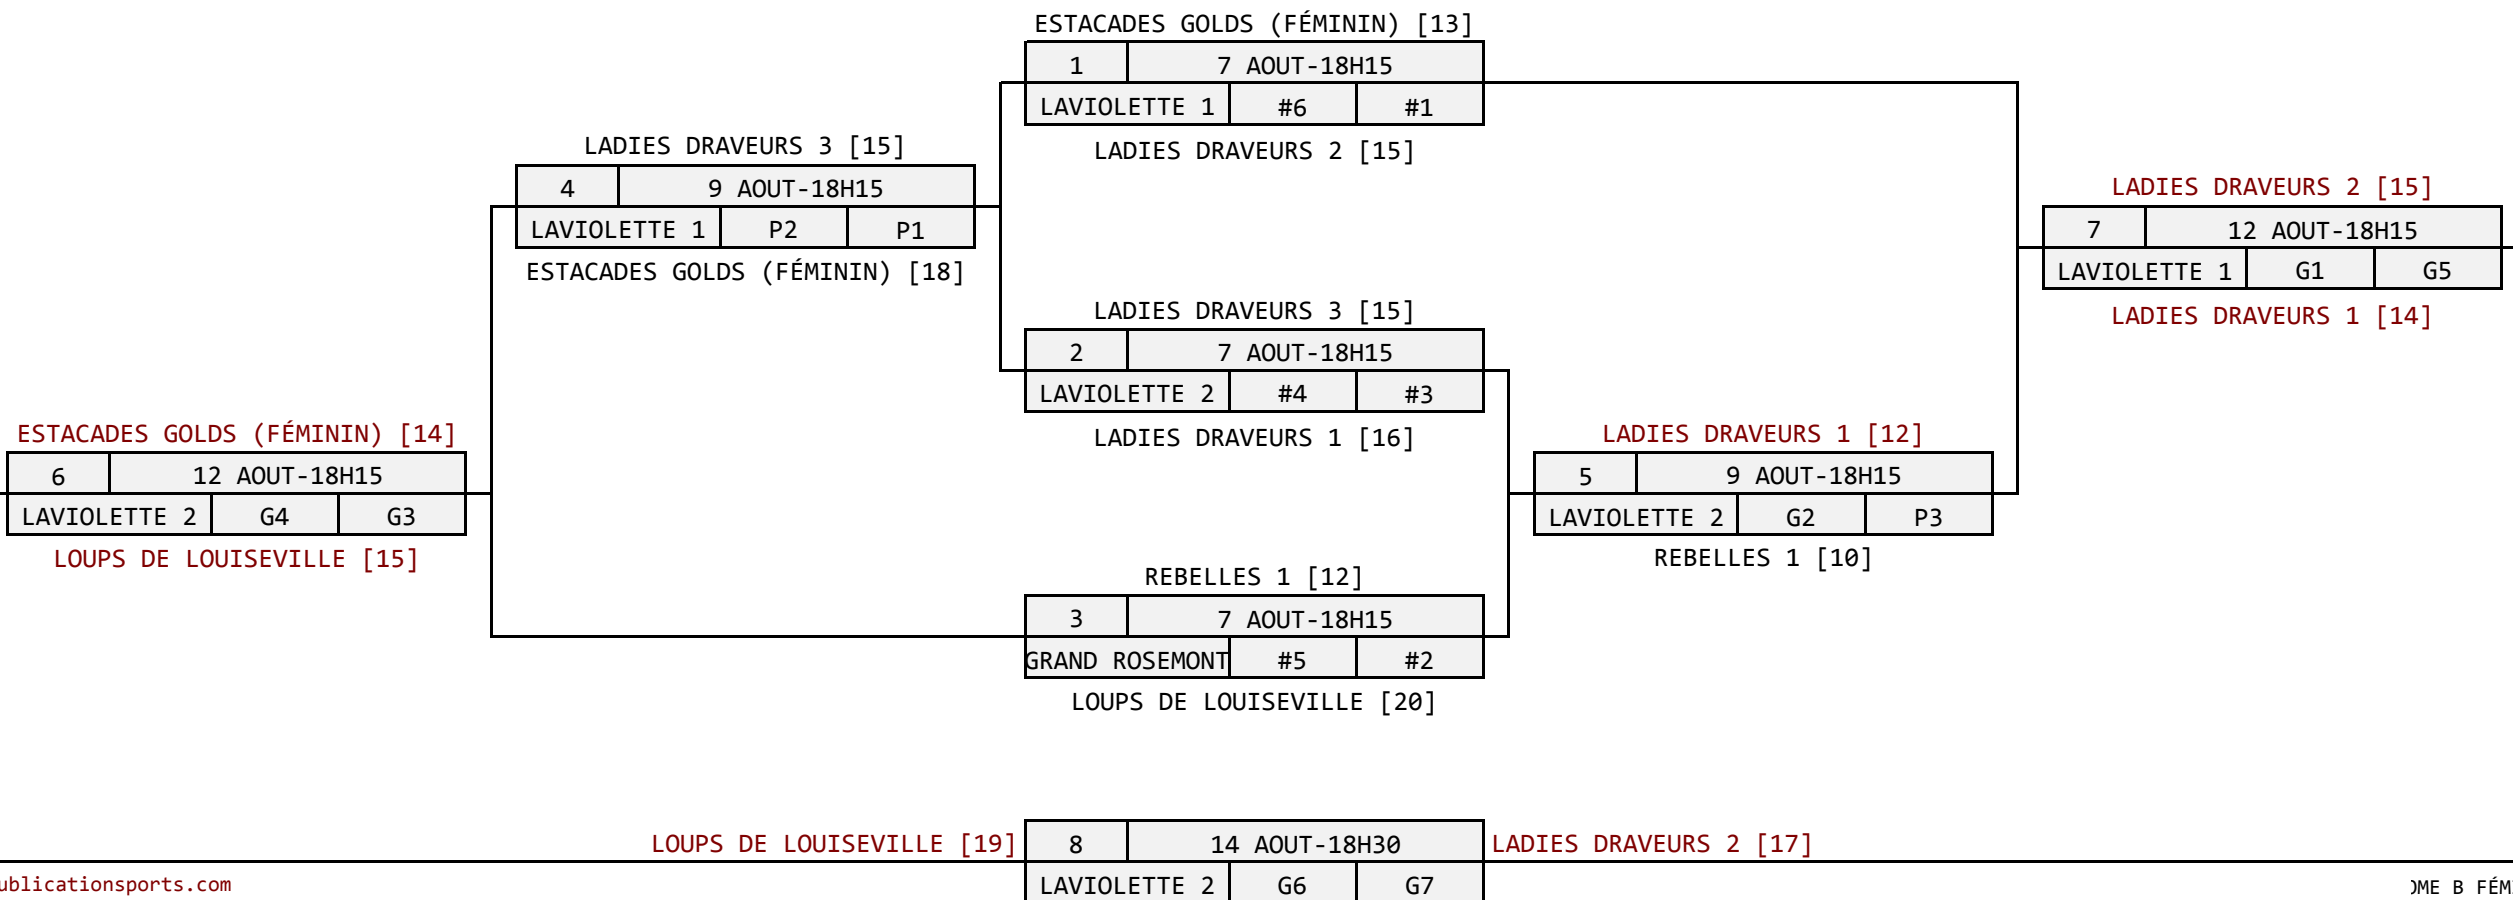 ESTACADES GOLDS (FÉMININ) [13]
1 7 AOUT-18H15
LAVIOLETTE 1 #6 #1
LADIES DRAVEURS 2 [15]
LADIES DRAVEURS 3 [15]
4 9 AOUT-18H15
LAVIOLETTE 1 P2 P1
ESTACADES GOLDS (FÉMININ) [18]
LADIES DRAVEURS 2 [15]
7 12 AOUT-18H15
LAVIOLETTE 1 G1 G5
LADIES DRAVEURS 1 [14]
LADIES DRAVEURS 3 [15]
2 7 AOUT-18H15
LAVIOLETTE 2 #4 #3
LADIES DRAVEURS 1 [16]
ESTACADES GOLDS (FÉMININ) [14]
6 12 AOUT-18H15
LAVIOLETTE 2 G4 G3
LOUPS DE LOUISEVILLE [15]
LADIES DRAVEURS 1 [12]
5 9 AOUT-18H15
LAVIOLETTE 2 G2 P3
REBELLES 1 [10]
REBELLES 1 [12]
3 7 AOUT-18H15
GRAND ROSEMONT #5 #2
LOUPS DE LOUISEVILLE [20]
LOUPS DE LOUISEVILLE [19] 8 14 AOUT-18H30 LADIES DRAVEURS 2 [17]
LAVIOLETTE 2 G6 G7
ublicationsports.com
B